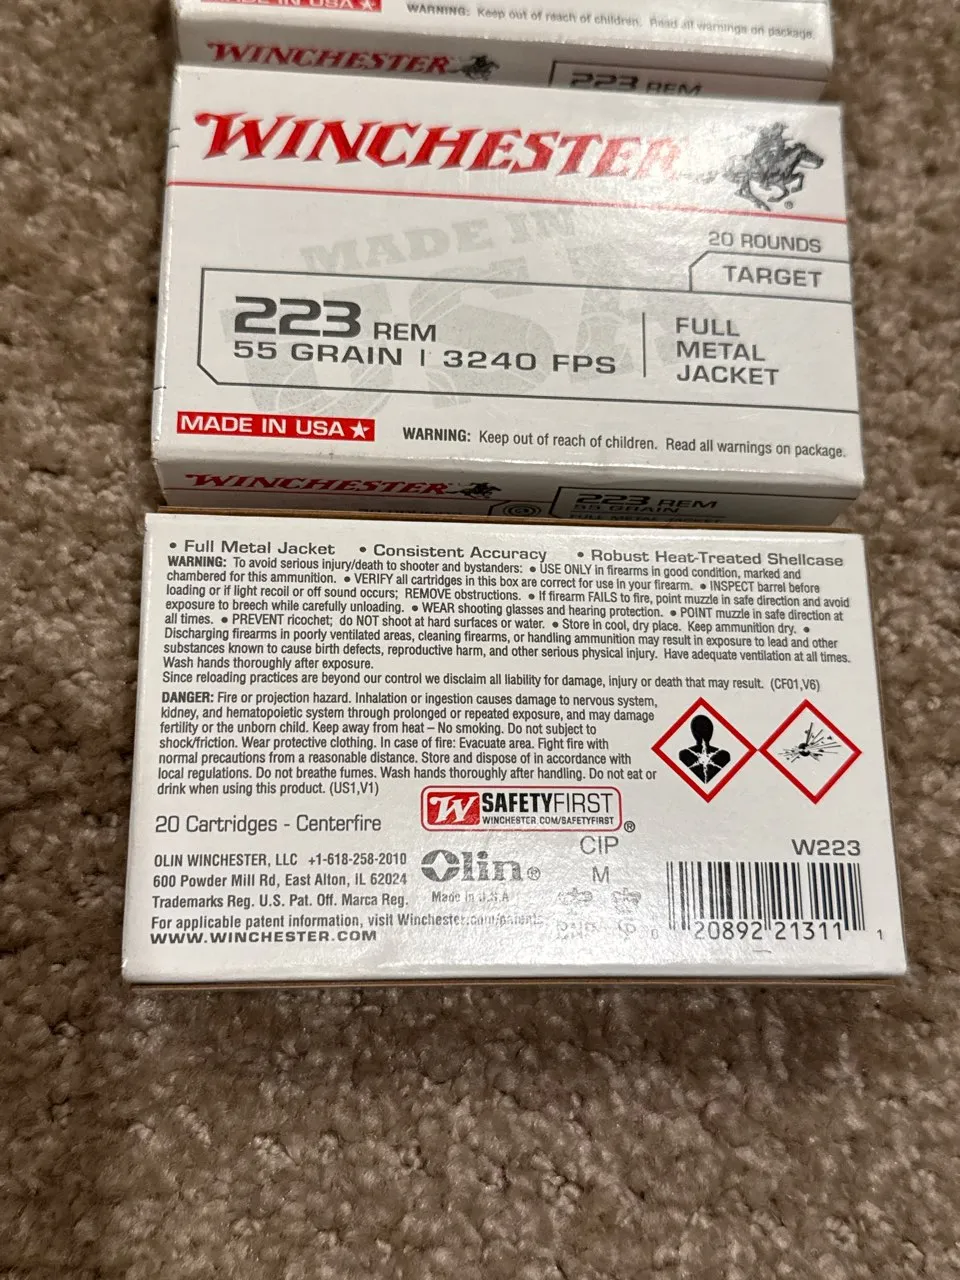 MADE IN USA
WARNING: Keep out of reach of children. Read all warnings on package.
WINCHESTER
223 REM
WINCHESTER
®
MADE IN
USA
20 ROUNDS
TARGET
223 REM
55 GRAIN | 3240 FPS
FULL
METAL
JACKET
MADE IN USA
WARNING: Keep out of reach of children. Read all warnings on package.
WINCHESTER
223 REM
55 GRAIN
FULL METAL JACKET
• Full Metal Jacket • Consistent Accuracy • Robust Heat-Treated Shellcase
WARNING: To avoid serious injury/death to shooter and bystanders: • USE ONLY in firearms in good condition, marked and
chambered for this ammunition. • VERIFY all cartridges in this box are correct for use in your firearm. • INSPECT barrel before
loading or if light recoil or off sound occurs; REMOVE obstructions. • If firearm FAILS to fire, point muzzle in safe direction and avoid
exposure to breech while carefully unloading. • WEAR shooting glasses and hearing protection. • POINT muzzle in safe direction at
all times. • PREVENT ricochet; do NOT shoot at hard surfaces or water. • Store in cool, dry place. Keep ammunition dry. •
Discharging firearms in poorly ventilated areas, cleaning firearms, or handling ammunition may result in exposure to lead and other
substances known to cause birth defects, reproductive harm, and other serious physical injury. Have adequate ventilation at all times.
Wash hands thoroughly after exposure.
Since reloading practices are beyond our control we disclaim all liability for damage, injury or death that may result. (CF01,V6)
DANGER: Fire or projection hazard. Inhalation or ingestion causes damage to nervous system,
kidney, and hematopoietic system through prolonged or repeated exposure, and may damage
fertility or the unborn child. Keep away from heat – No smoking. Do not subject to
shock/friction. Wear protective clothing. In case of fire: Evacuate area. Fight fire with
normal precautions from a reasonable distance. Store and dispose of in accordance with
local regulations. Do not breathe fumes. Wash hands thoroughly after handling. Do not eat or
drink when using this product. (US1,V1)
W SAFETYFIRST
WINCHESTER.COM/SAFETYFIRST
®
20 Cartridges - Centerfire
OLIN WINCHESTER, LLC +1-618-258-2010
600 Powder Mill Rd, East Alton, IL 62024
Trademarks Reg. U.S. Pat. Off. Marca Reg.
For applicable patent information, visit Winchester.com/patents
WWW.WINCHESTER.COM
Olin®
Made in U.S.A
CIP
M
W223
0 20892 21311 1